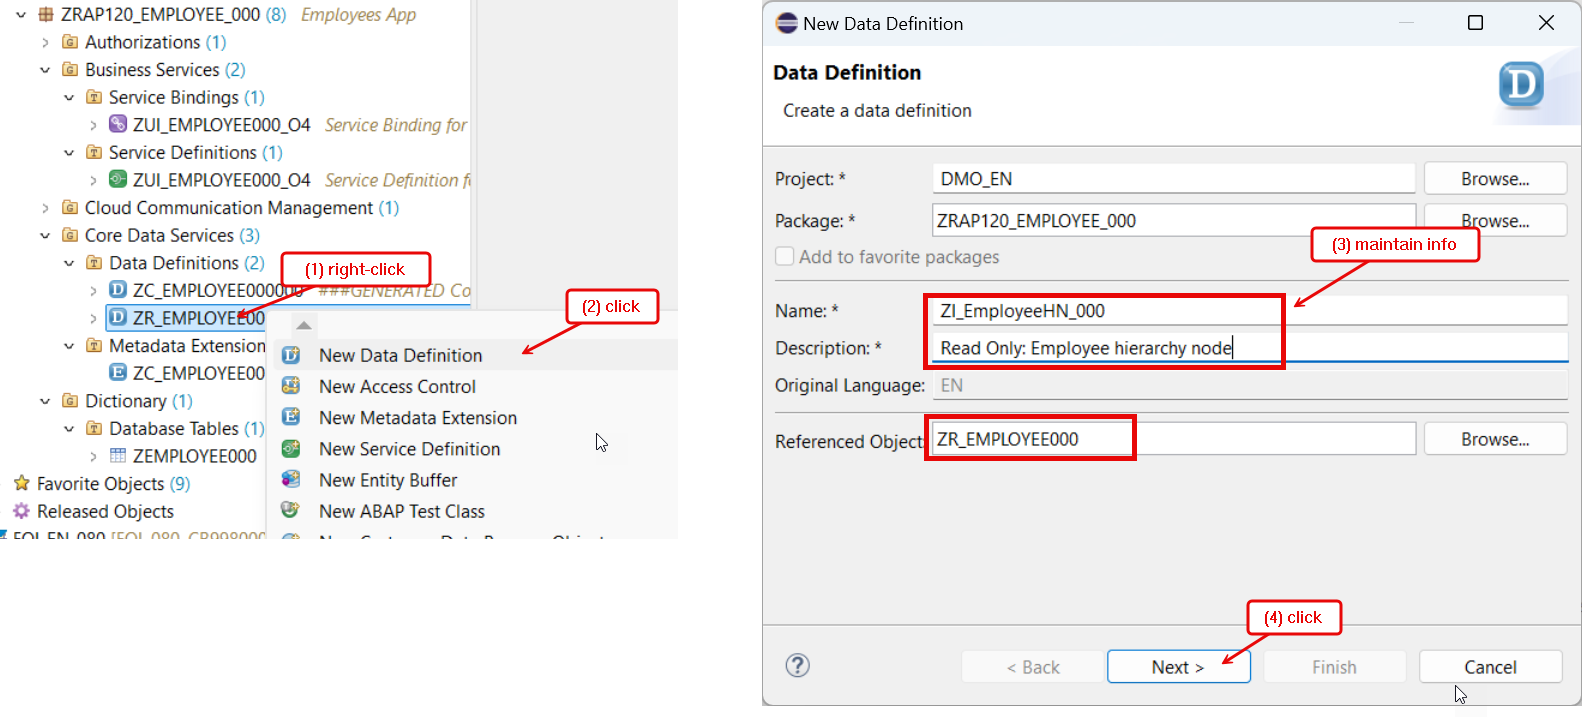 ZRAP120_EMPLOYEE_000 (8) Employees App
Authorizations (1)
Business Services (2)
Service Bindings (1)
ZUI_EMPLOYEE000_O4 Service Binding for
Service Definitions (1)
ZUI_EMPLOYEE000_O4 Service Definition f
Cloud Communication Management (1)
Core Data Services (3)
Data Definitions (2)
(1) right-click
ZC_EMPLOYEE000000 ###GENERATED Co
(2) click
ZR_EMPLOYEE00
Metadata Extension
ZC_EMPLOYEE00
Dictionary (1)
Database Tables (1)
ZEMPLOYEE000
Favorite Objects (9)
Released Objects
New Data Definition
New Access Control
New Metadata Extension
New Service Definition
New Entity Buffer
New ABAP Test Class
New Data Definition
Data Definition
Create a data definition
D
Project: * DMO_EN Browse...
Package: * ZRAP120_EMPLOYEE_000 Browse...
(3) maintain info
Add to favorite packages
Name: * ZI_EmployeeHN_000
Description: * Read Only: Employee hierarchy node
Original Language: EN
Referenced Object: ZR_EMPLOYEE000 Browse...
(4) click
? < Back Next > Finish Cancel